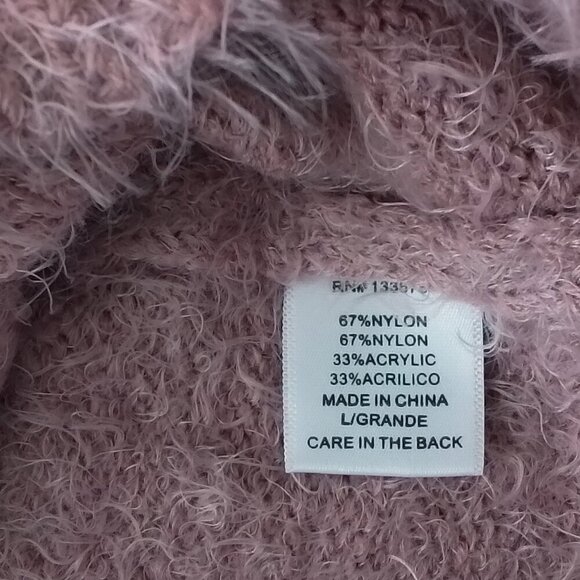 RN#
67%NYLON
67%NYLON
33%ACRYLIC
33%ACRILICO
MADE IN CHINA
L/GRANDE
CARE IN THE BACK